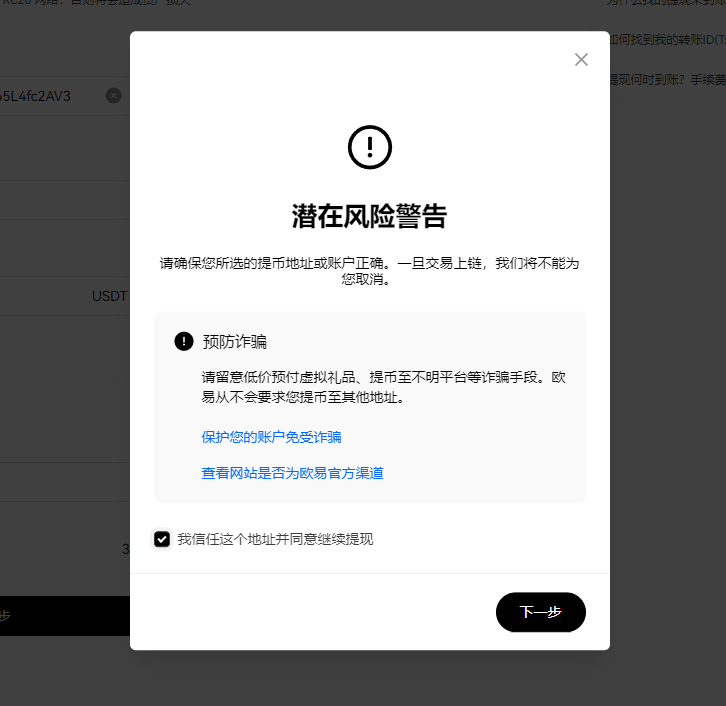 如何找到我的转账ID(T
5L4fc2AV3
提现何时到账？手续费
潜在风险警告
请确保您所选的提币地址或账户正确。一旦交易上链，我们将不能为
您取消。
USDT
预防诈骗
请留意低价预付虚拟礼品、提币至不明平台等诈骗手段。欧
易从不会要求您提币至其他地址。
保护您的账户免受诈骗
查看网站是否为欧易官方渠道
我信任这个地址并同意继续提现
3
下一步
步